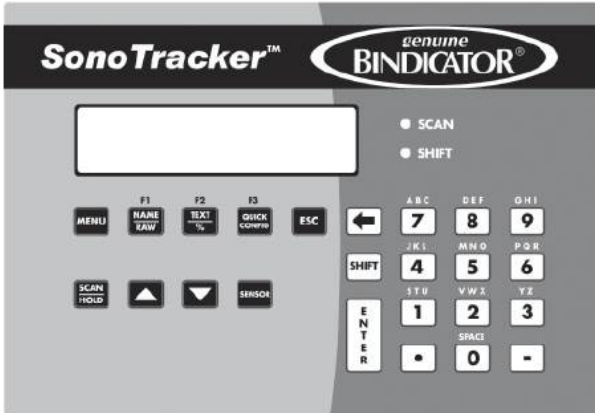 SonoTracker™
genuine
BINDICATOR®
SCAN
SHIFT
F1 F2 F3
MENU NAME RAW TEXT % QUICK CONFIG ESC
ABC DEF GHI
← 7 8 9
JKL MNO PQR
SHIFT 4 5 6
SCAN HOLD SENSOR
STU VWX YZ
ENTER 1 2 3
SPACE
• 0 -